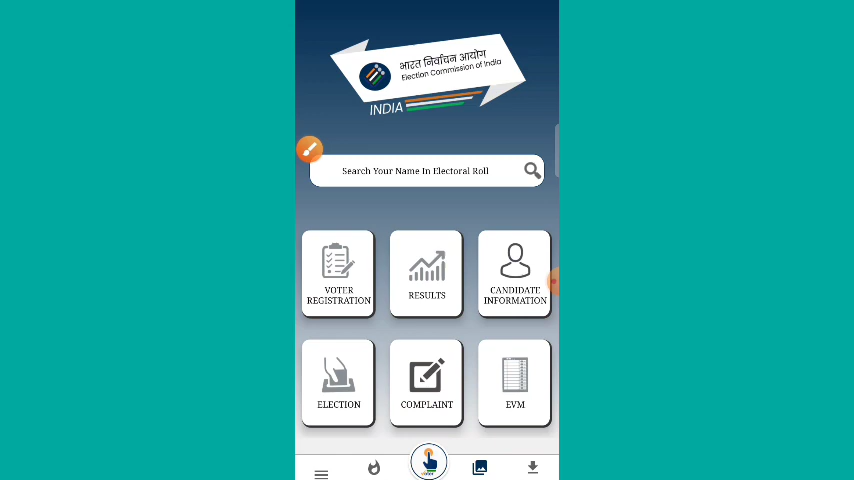 भारत निर्वाचन आयोग
Election Commission of India
INDIA
Search Your Name In Electoral Roll
VOTER
REGISTRATION
RESULTS
CANDIDATE
INFORMATION
ELECTION
COMPLAINT
EVM